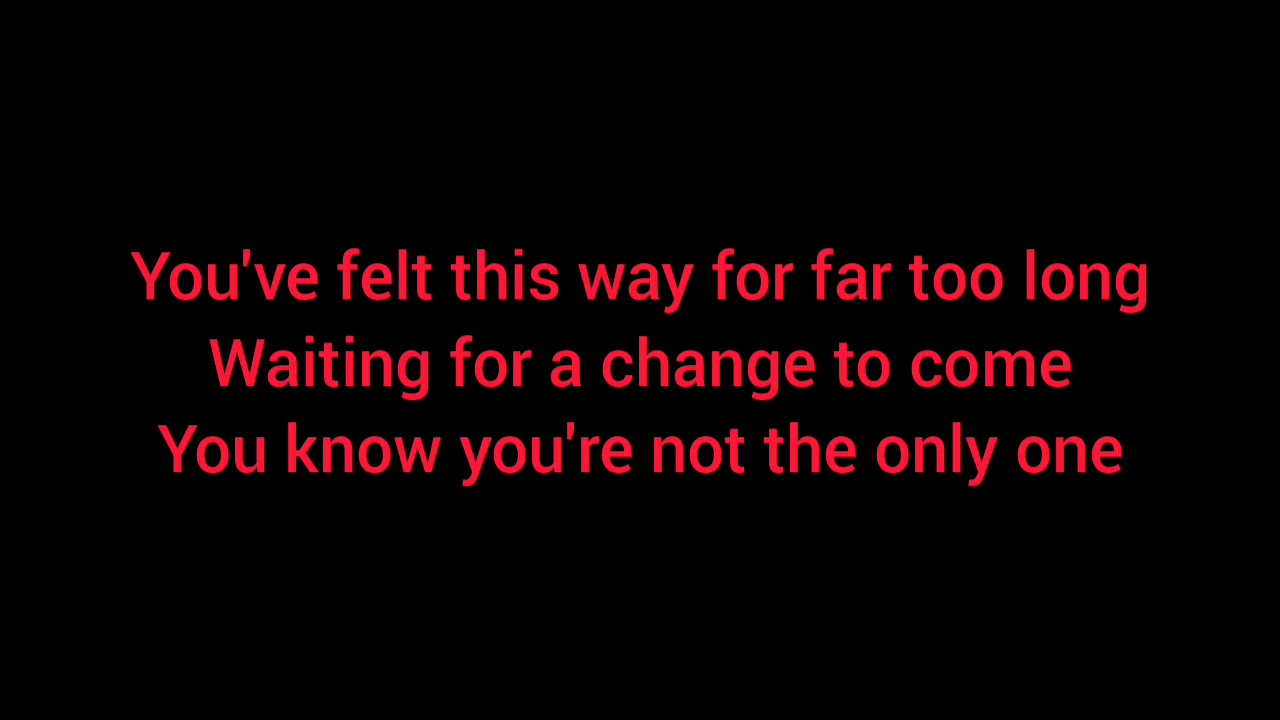 You've felt this way for far too long
Waiting for a change to come
You know you're not the only one